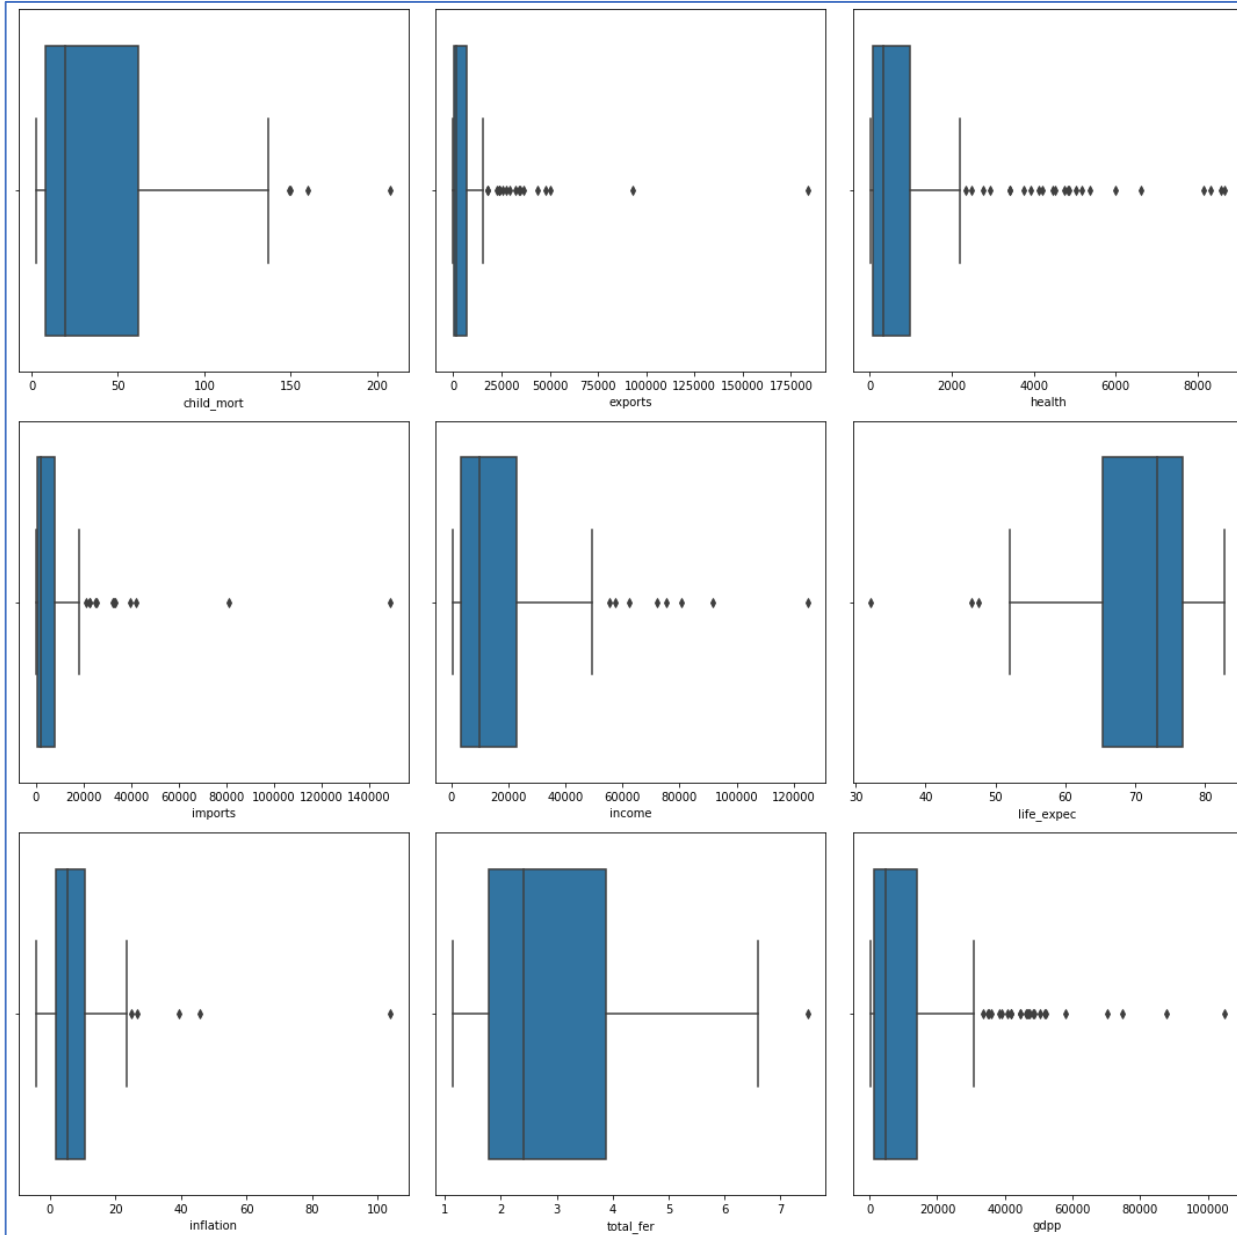 0 50 100 150 200
child_mort
0 25000 50000 75000 100000 125000 150000 175000
exports
0 2000 4000 6000 8000
health
0 20000 40000 60000 80000 100000 120000 140000
imports
0 20000 40000 60000 80000 100000 120000
income
30 40 50 60 70 80
life_expec
0 20 40 60 80 100
inflation
1 2 3 4 5 6 7
total_fer
0 20000 40000 60000 80000 100000
gdpp